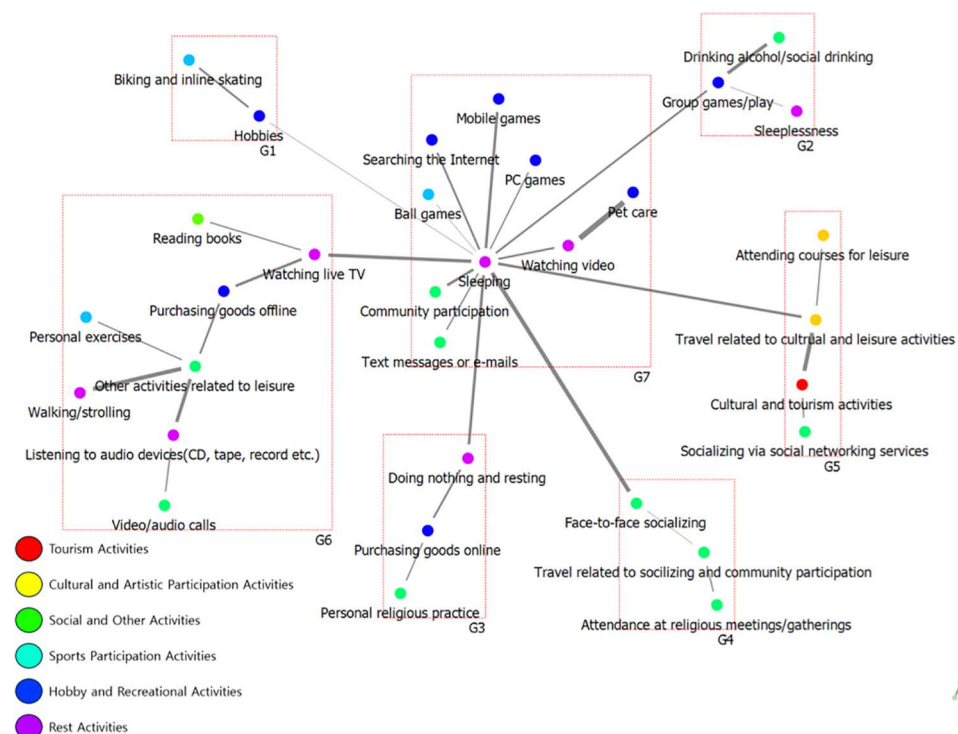 Biking and inline skating
Hobbies
G1
Drinking alcohol/social drinking
Group games/play
Sleeplessness
G2
Mobile games
Searching the Internet
PC games
Ball games
Pet care
Watching video
Sleeping
Community participation
Text messages or e-mails
G7
Reading books
Watching live TV
Purchasing goods offline
Personal exercises
Other activities related to leisure
Walking/strolling
Listening to audio devices(CD, tape, record etc.)
Video/audio calls
G6
Attending courses for leisure
Travel related to cultrual and leisure activities
Cultural and tourism activities
Socializing via social networking services
G5
Doing nothing and resting
Purchasing goods online
Personal religious practice
G3
Face-to-face socializing
Travel related to socilizing and community participation
Attendance at religious meetings/gatherings
G4
Tourism Activities
Cultural and Artistic Participation Activities
Social and Other Activities
Sports Participation Activities
Hobby and Recreational Activities
Rest Activities